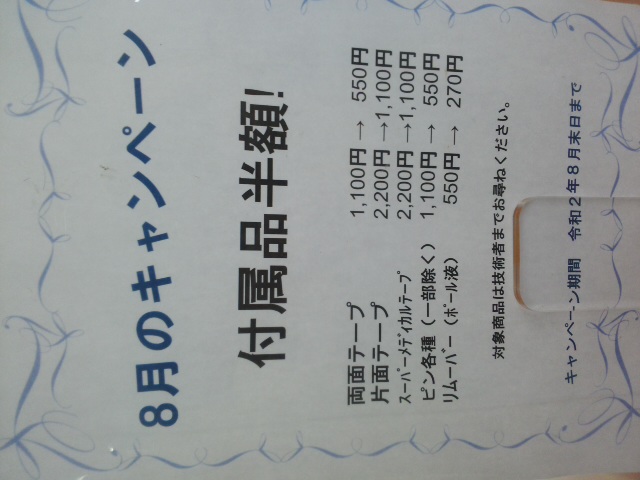 8月のキャンペーン
付属品半額!
両面テープ 1,100円 → 550円
片面テープ 2,200円 →1,100円
スーパーメディカルテープ 2,200円 →1,100円
ピン各種(一部除く) 1,100円 → 550円
リムーバー(ボール液) 550円 → 270円
対象商品は技術者までお尋ねください。
キャンペーン期間 令和2年8月末日まで